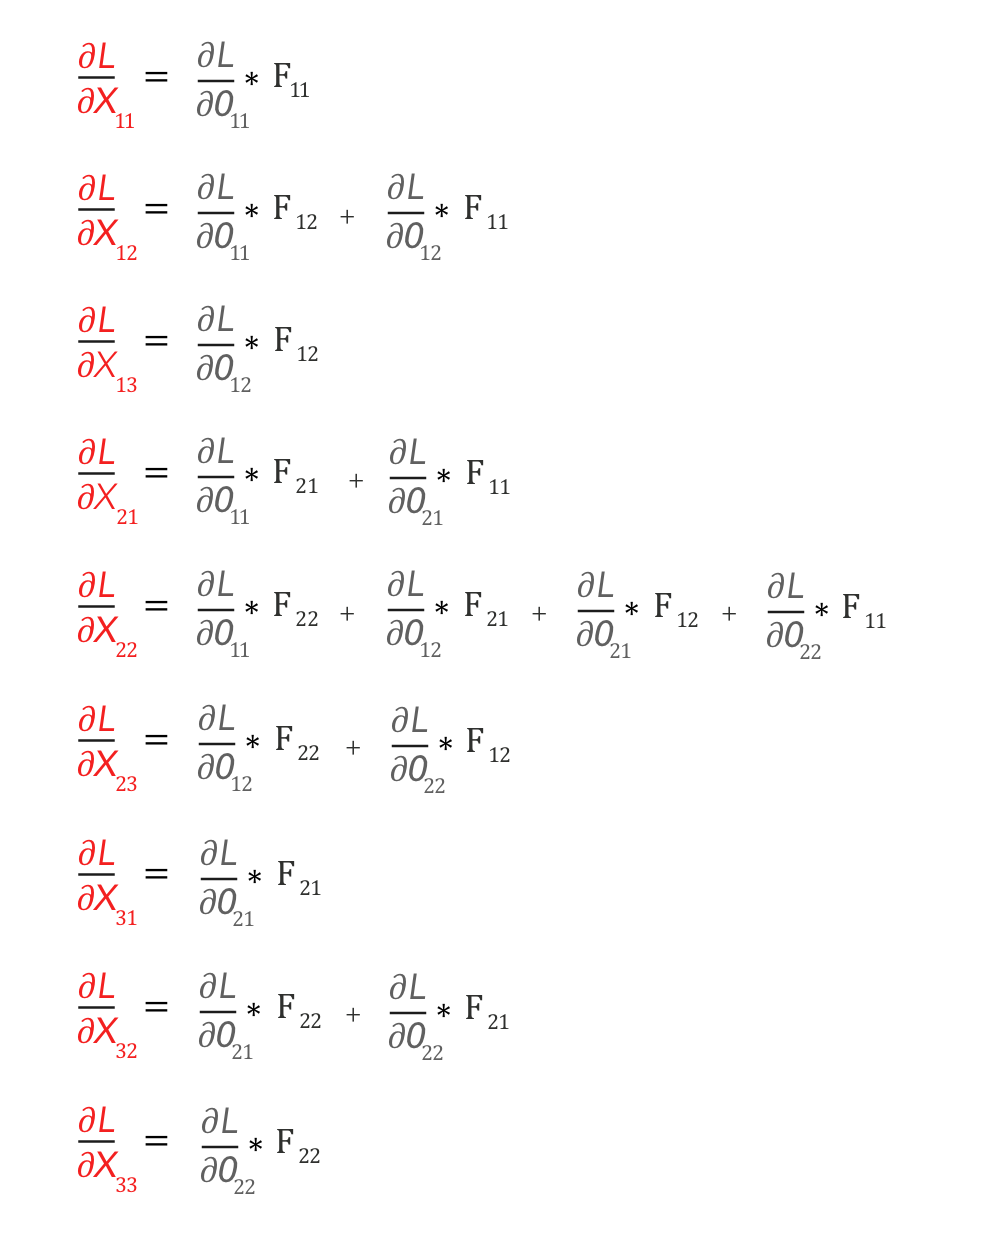 ∂L/∂X₁₁ = ∂L/∂O₁₁ * F₁₁
∂L/∂X₁₂ = ∂L/∂O₁₁ * F₁₂ + ∂L/∂O₁₂ * F₁₁
∂L/∂X₁₃ = ∂L/∂O₁₂ * F₁₂
∂L/∂X₂₁ = ∂L/∂O₁₁ * F₂₁ + ∂L/∂O₂₁ * F₁₁
∂L/∂X₂₂ = ∂L/∂O₁₁ * F₂₂ + ∂L/∂O₁₂ * F₂₁ + ∂L/∂O₂₁ * F₁₂ + ∂L/∂O₂₂ * F₁₁
∂L/∂X₂₃ = ∂L/∂O₁₂ * F₂₂ + ∂L/∂O₂₂ * F₁₂
∂L/∂X₃₁ = ∂L/∂O₂₁ * F₂₁
∂L/∂X₃₂ = ∂L/∂O₂₁ * F₂₂ + ∂L/∂O₂₂ * F₂₁
∂L/∂X₃₃ = ∂L/∂O₂₂ * F₂₂